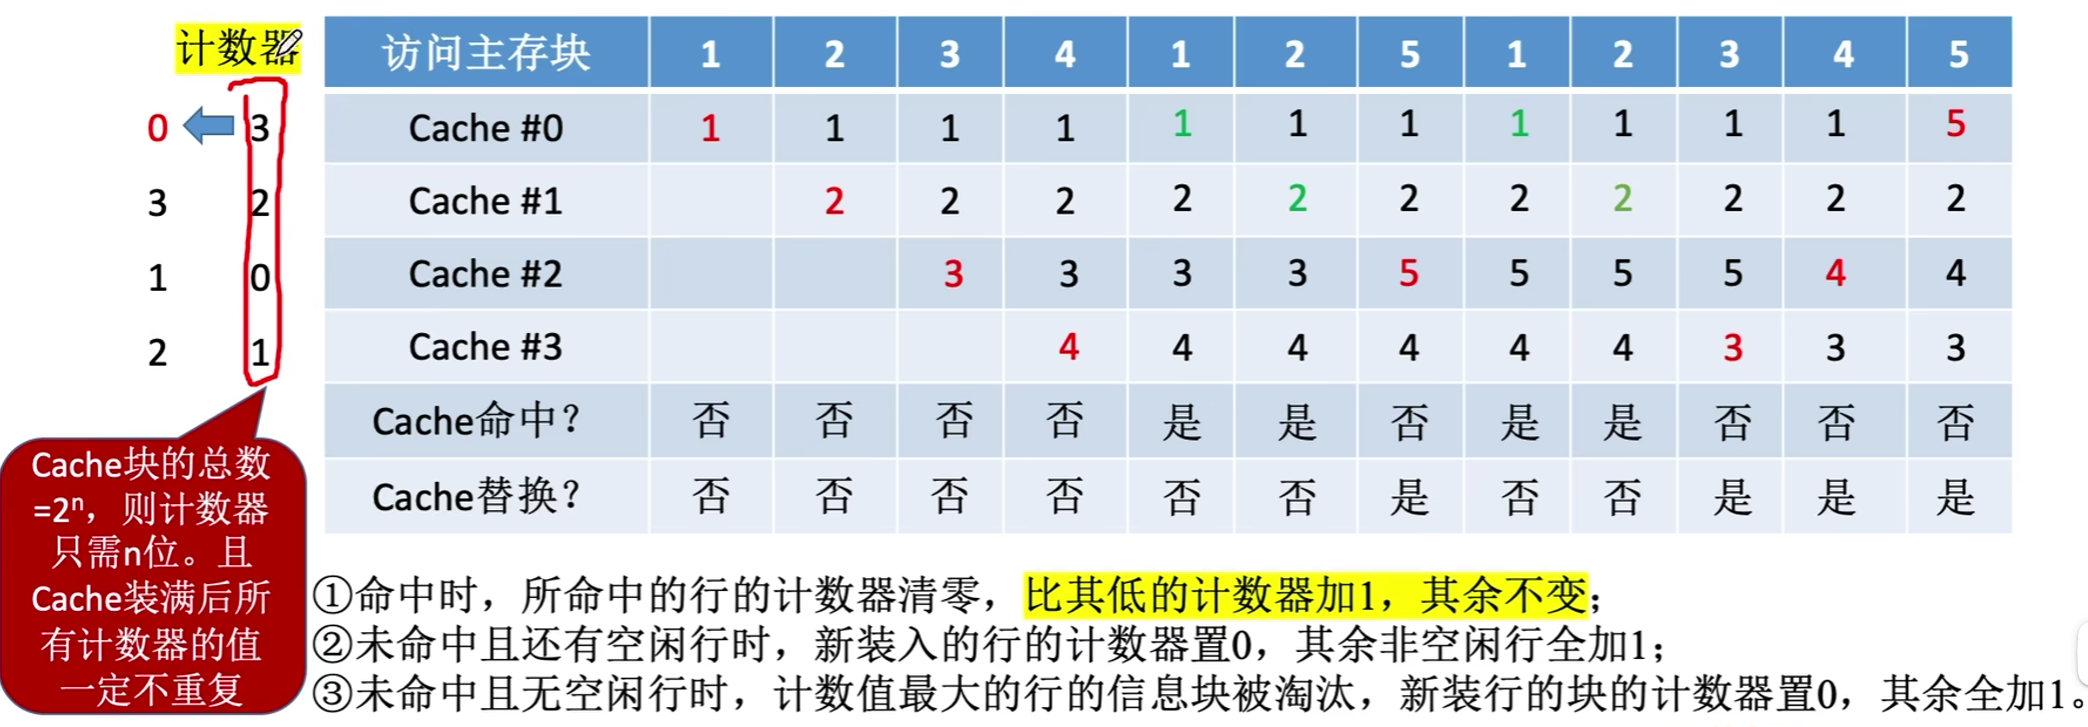 计数器
访问主存块 1 2 3 4 1 2 5 1 2 3 4 5
0 3 Cache #0 1 1 1 1 1 1 1 1 1 1 1 5
3 2 Cache #1 2 2 2 2 2 2 2 2 2 2 2
1 0 Cache #2 3 3 3 3 5 5 5 5 4 4
2 1 Cache #3 4 4 4 4 4 4 3 3 3
Cache命中? 否 否 否 否 是 是 否 是 是 否 否 否
Cache替换? 否 否 否 否 否 否 是 否 否 是 是 是
Cache块的总数
=2ⁿ，则计数器
只需n位。且
Cache装满后所
有计数器的值
一定不重复
①命中时，所命中的行的计数器清零，比其低的计数器加1，其余不变；
②未命中且还有空闲行时，新装入的行的计数器置0，其余非空闲行全加1；
③未命中且无空闲行时，计数值最大的行的信息块被淘汰，新装行的块的计数器置0，其余全加1。